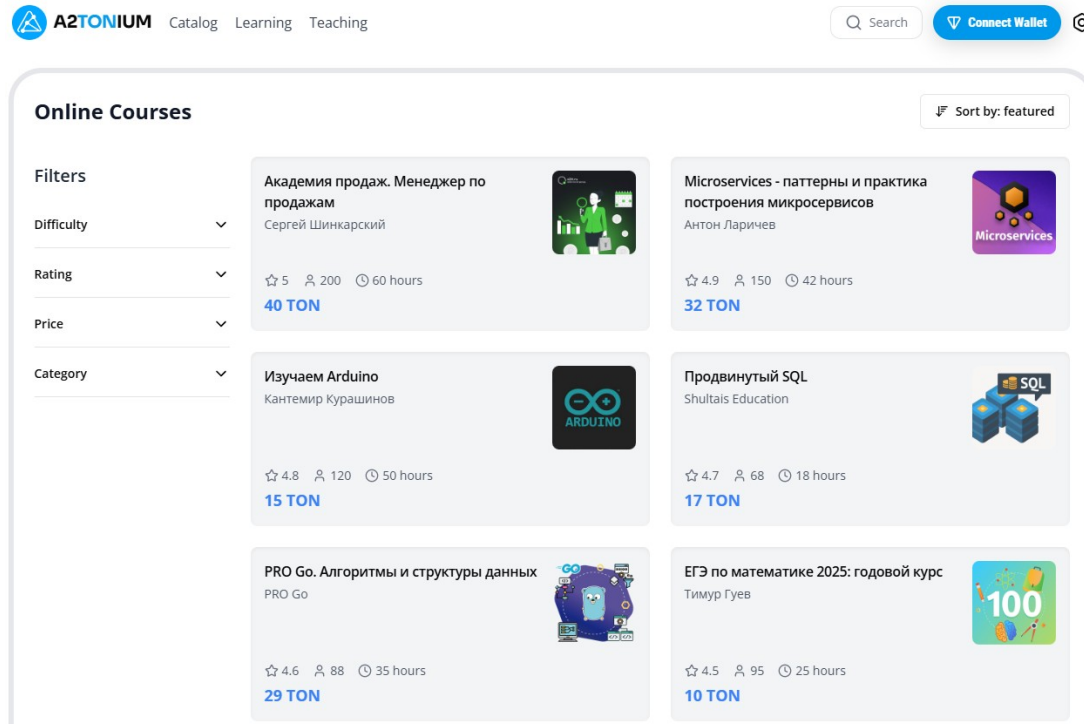 A2TONIUM Catalog Learning Teaching Search Connect Wallet
Online Courses Sort by: featured
Filters
Difficulty
Rating
Price
Category
Академия продаж. Менеджер по
продажам
Сергей Шинкарский
5 200 60 hours
40 TON
Microservices - паттерны и практика
построения микросервисов
Антон Ларичев
Microservices
4.9 150 42 hours
32 TON
Изучаем Arduino
Кантемир Курашинов
ARDUINO
4.8 120 50 hours
15 TON
Продвинутый SQL
Shultais Education
SQL
4.7 68 18 hours
17 TON
PRO Go. Алгоритмы и структуры данных
PRO Go
GO
4.6 88 35 hours
29 TON
ЕГЭ по математике 2025: годовой курс
Тимур Гуев
100
4.5 95 25 hours
10 TON